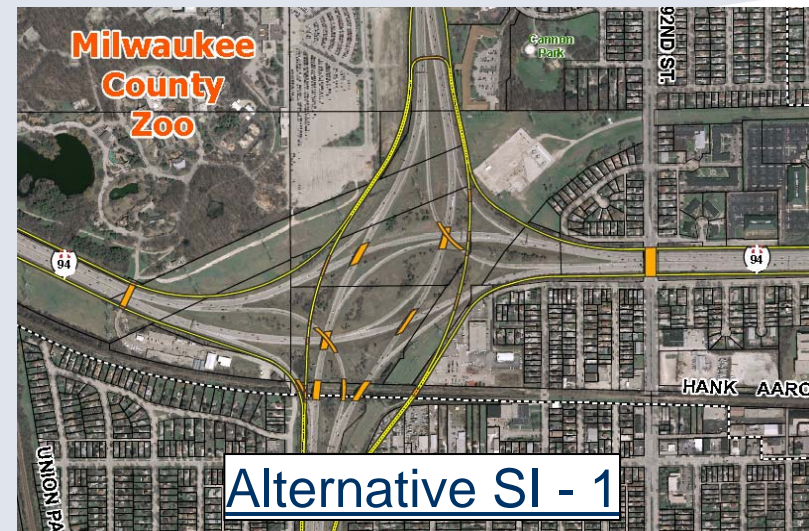 Milwaukee
County
Zoo
Cannon
Park
92ND ST.
94
94
HANK AARO
UNION PA
Alternative SI - 1